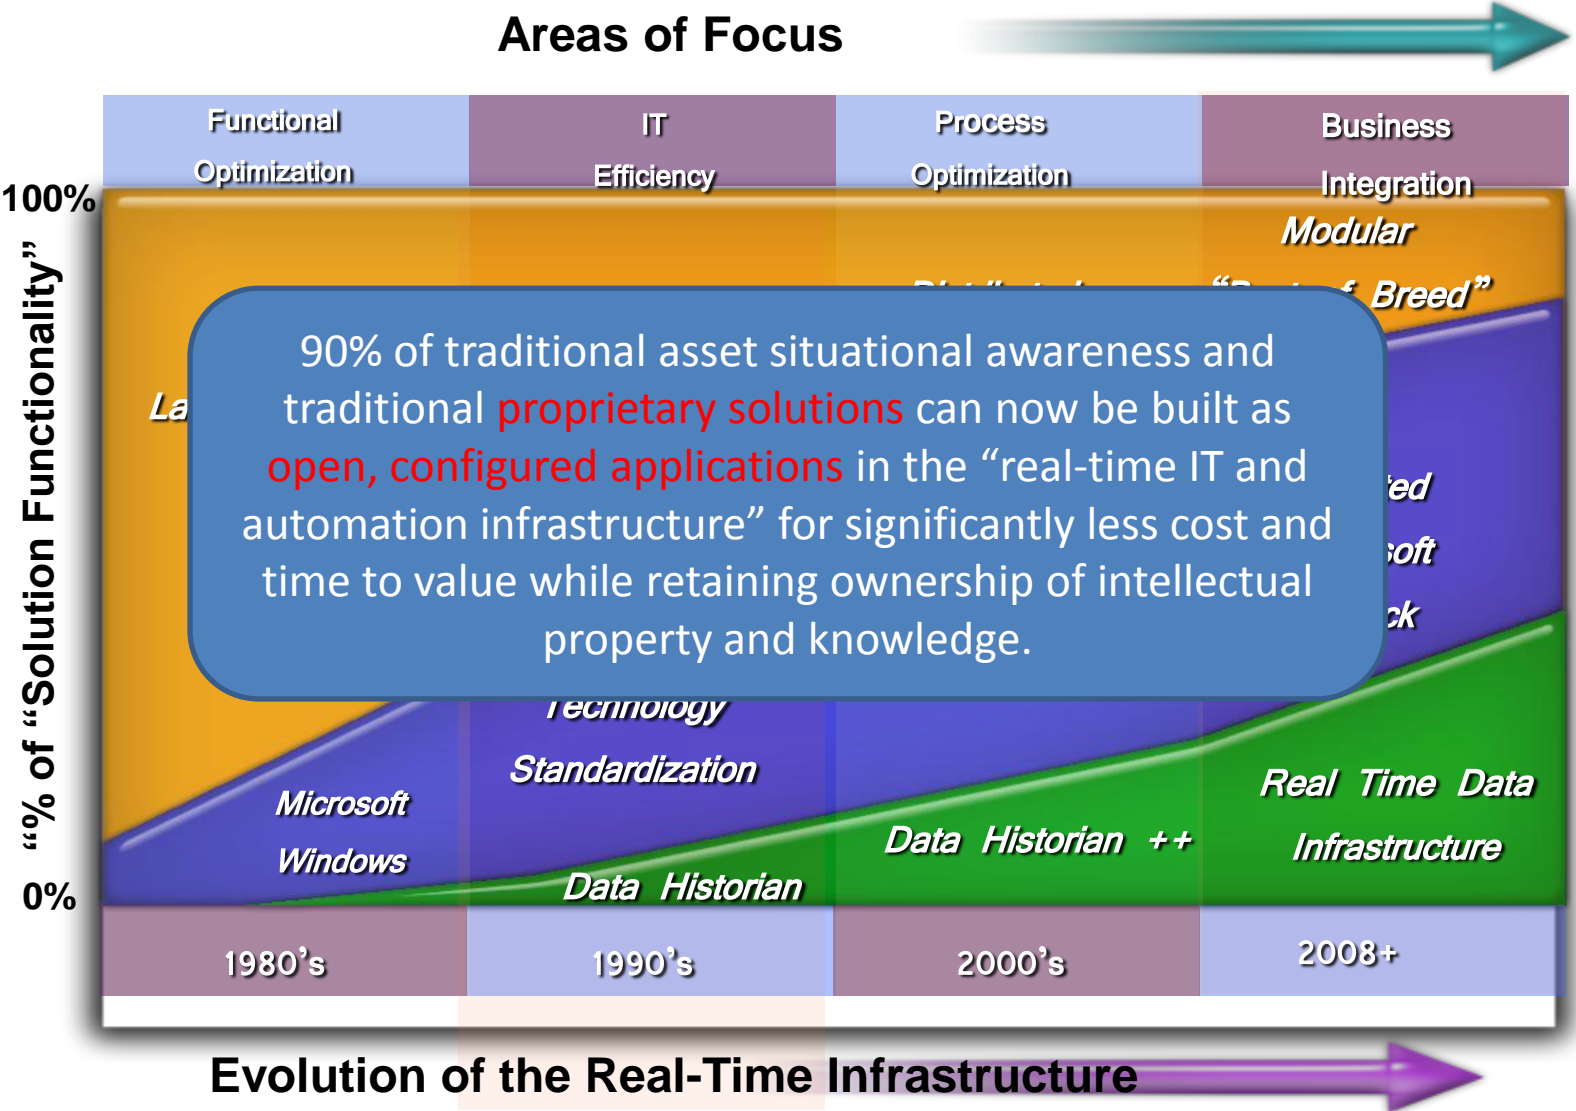 Areas of Focus
Functional
Optimization
IT
Efficiency
Process
Optimization
Business
Integration
100%
"% of "Solution Functionality"
0%
Modular
Breed”
90% of traditional asset situational awareness and
traditional proprietary solutions can now be built as
open, configured applications in the “real-time IT and
automation infrastructure” for significantly less cost and
time to value while retaining ownership of intellectual
property and knowledge.
Technology
Standardization
Microsoft
Windows
Data Historian
Data Historian ++
Real Time Data
Infrastructure
1980's
1990's
2000's
2008+
Evolution of the Real-Time Infrastructure